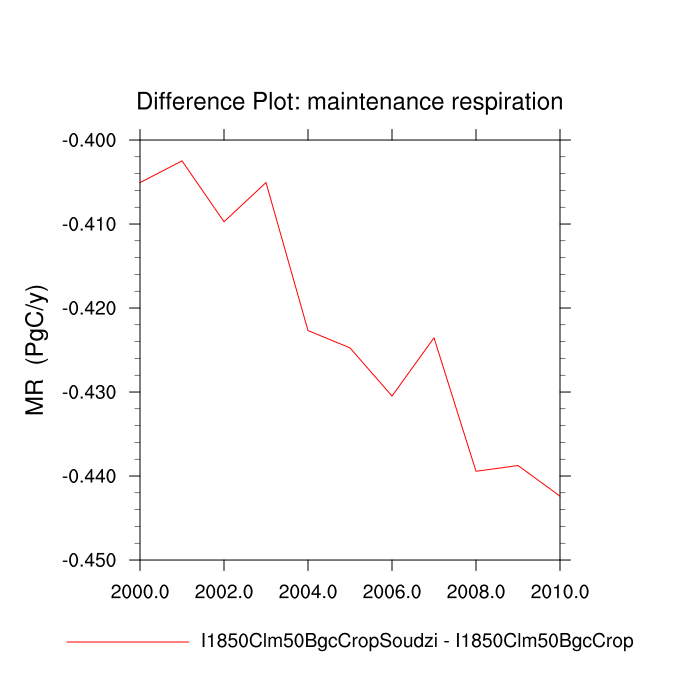 Difference Plot: maintenance respiration
MR (PgC/y)
-0.400
-0.410
-0.420
-0.430
-0.440
-0.450
2000.0 2002.0 2004.0 2006.0 2008.0 2010.0
I1850Clm50BgcCropSoudzi - I1850Clm50BgcCrop